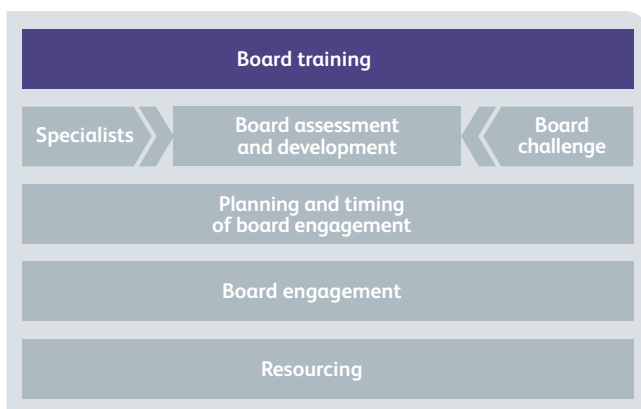 Board training
Specialists
Board assessment
and development
Board
challenge
Planning and timing
of board engagement
Board engagement
Resourcing